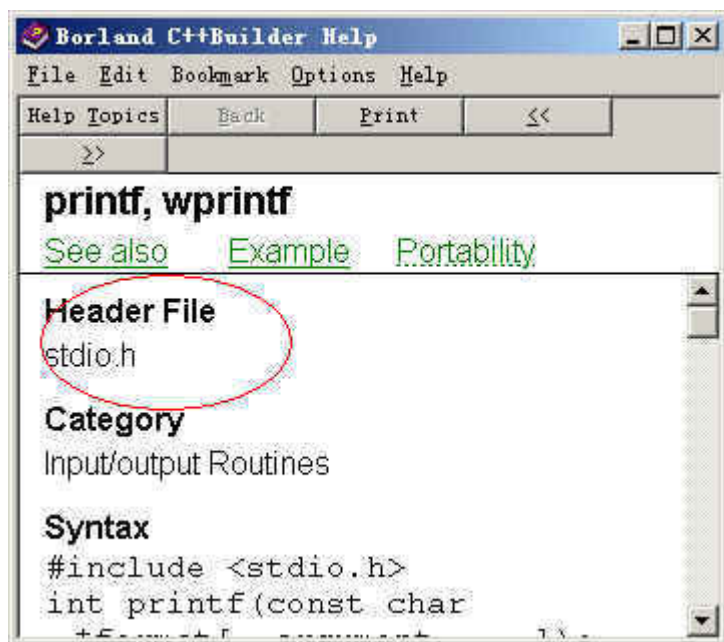 Borland C++Builder Help
File Edit Bookmark Options Help
Help Topics Back Print <<
>>
printf, wprintf
See also Example Portability
Header File
stdio.h
Category
Input/output Routines
Syntax
#include <stdio.h>
int printf(const char